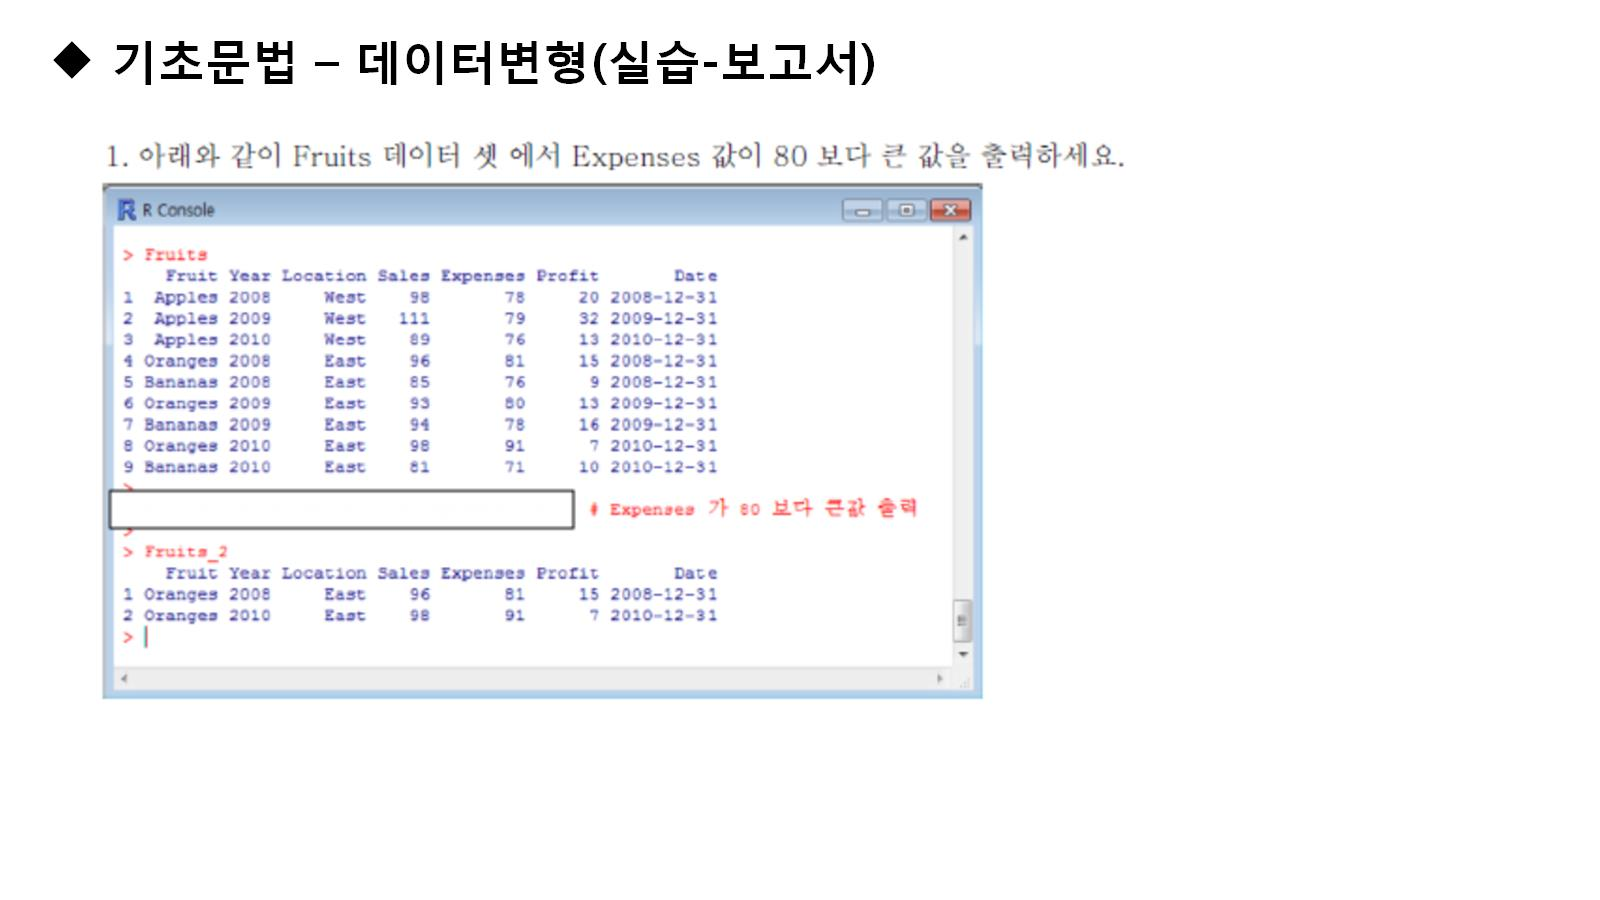 ◆ 기초문법 – 데이터변형(실습-보고서)
1. 아래와 같이 Fruits 데이터 셋 에서 Expenses 값이 80 보다 큰 값을 출력하세요.
R Console
> Fruits
Fruit Year Location Sales Expenses Profit Date
1 Apples 2008 West 98 78 20 2008-12-31
2 Apples 2009 West 111 79 32 2009-12-31
3 Apples 2010 West 89 76 13 2010-12-31
4 Oranges 2008 East 96 81 15 2008-12-31
5 Bananas 2008 East 85 76 9 2008-12-31
6 Oranges 2009 East 93 80 13 2009-12-31
7 Bananas 2009 East 94 78 16 2009-12-31
8 Oranges 2010 East 98 91 7 2010-12-31
9 Bananas 2010 East 81 71 10 2010-12-31
>
# Expenses 가 80 보다 큰값 출력
>
> Fruits_2
Fruit Year Location Sales Expenses Profit Date
1 Oranges 2008 East 96 81 15 2008-12-31
2 Oranges 2010 East 98 91 7 2010-12-31
>